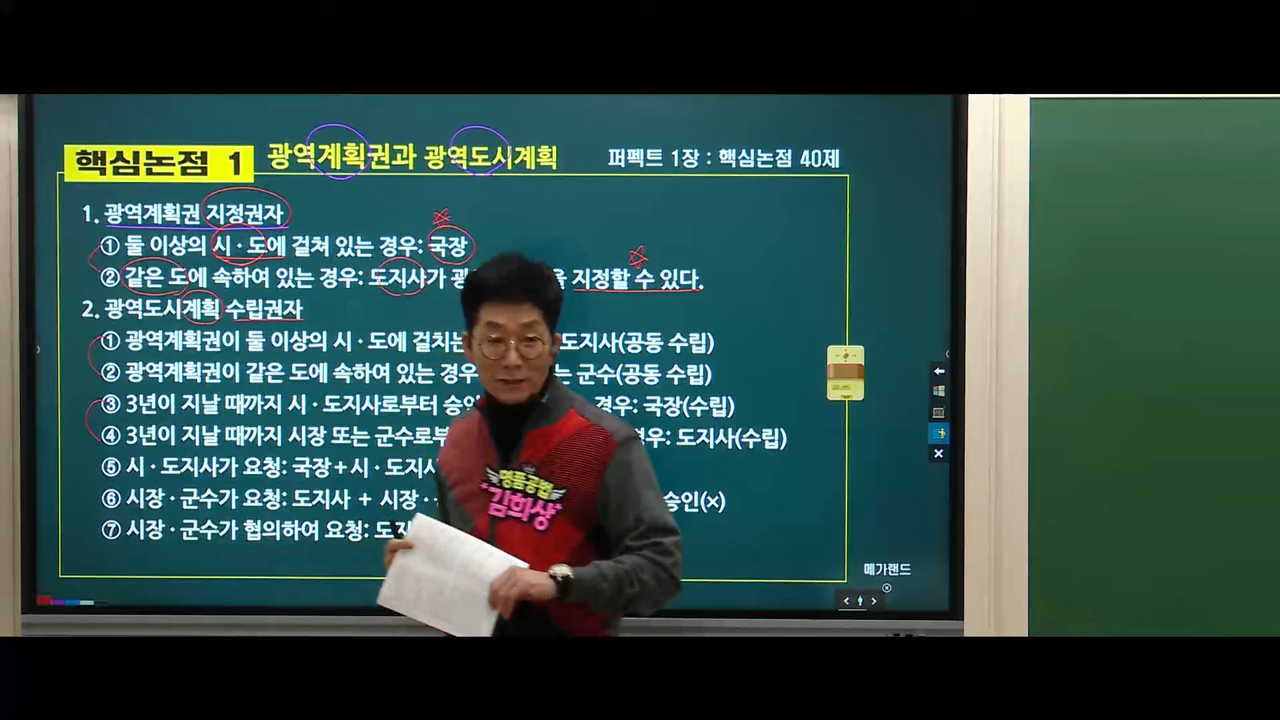 핵심논점 1 광역계획권과 광역도시계획 퍼펙트 1장 : 핵심논점 40제
1. 광역계획권 지정권자
① 둘 이상의 시·도에 걸쳐 있는 경우: 국장
② 같은 도에 속하여 있는 경우: 도지사가 지정할 수 있다.
2. 광역도시계획 수립권자
① 광역계획권이 둘 이상의 시·도에 걸치는 도지사(공동 수립)
② 광역계획권이 같은 도에 속하여 있는 경우 는 군수(공동 수립)
③ 3년이 지날 때까지 시·도지사로부터 경우: 국장(수립)
④ 3년이 지날 때까지 시장 또는 군수로 경우: 도지사(수립)
⑤ 시·도지사가 요청: 국장+시·도지사
⑥ 시장·군수가 요청: 도지사 + 시장 승인(×)
⑦ 시장·군수가 협의하여 요청:
명품공법
김희상
메가랜드